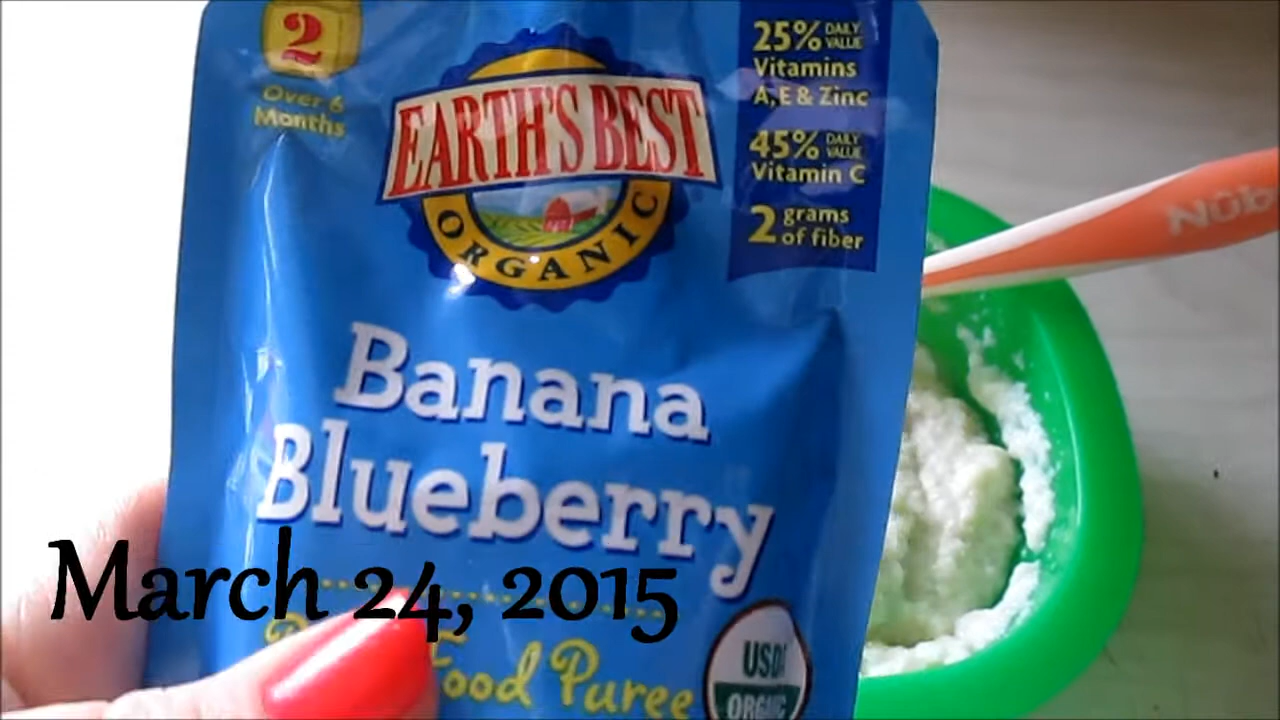 2
Over 6
Months
EARTH'S BEST
ORGANIC
25% DAILY VALUE
Vitamins
A, E & Zinc
45% DAILY VALUE
Vitamin C
2 grams
of fiber
Nûb
Banana
Blueberry
March 24, 2015
Food Puree
USDA
ORGANIC